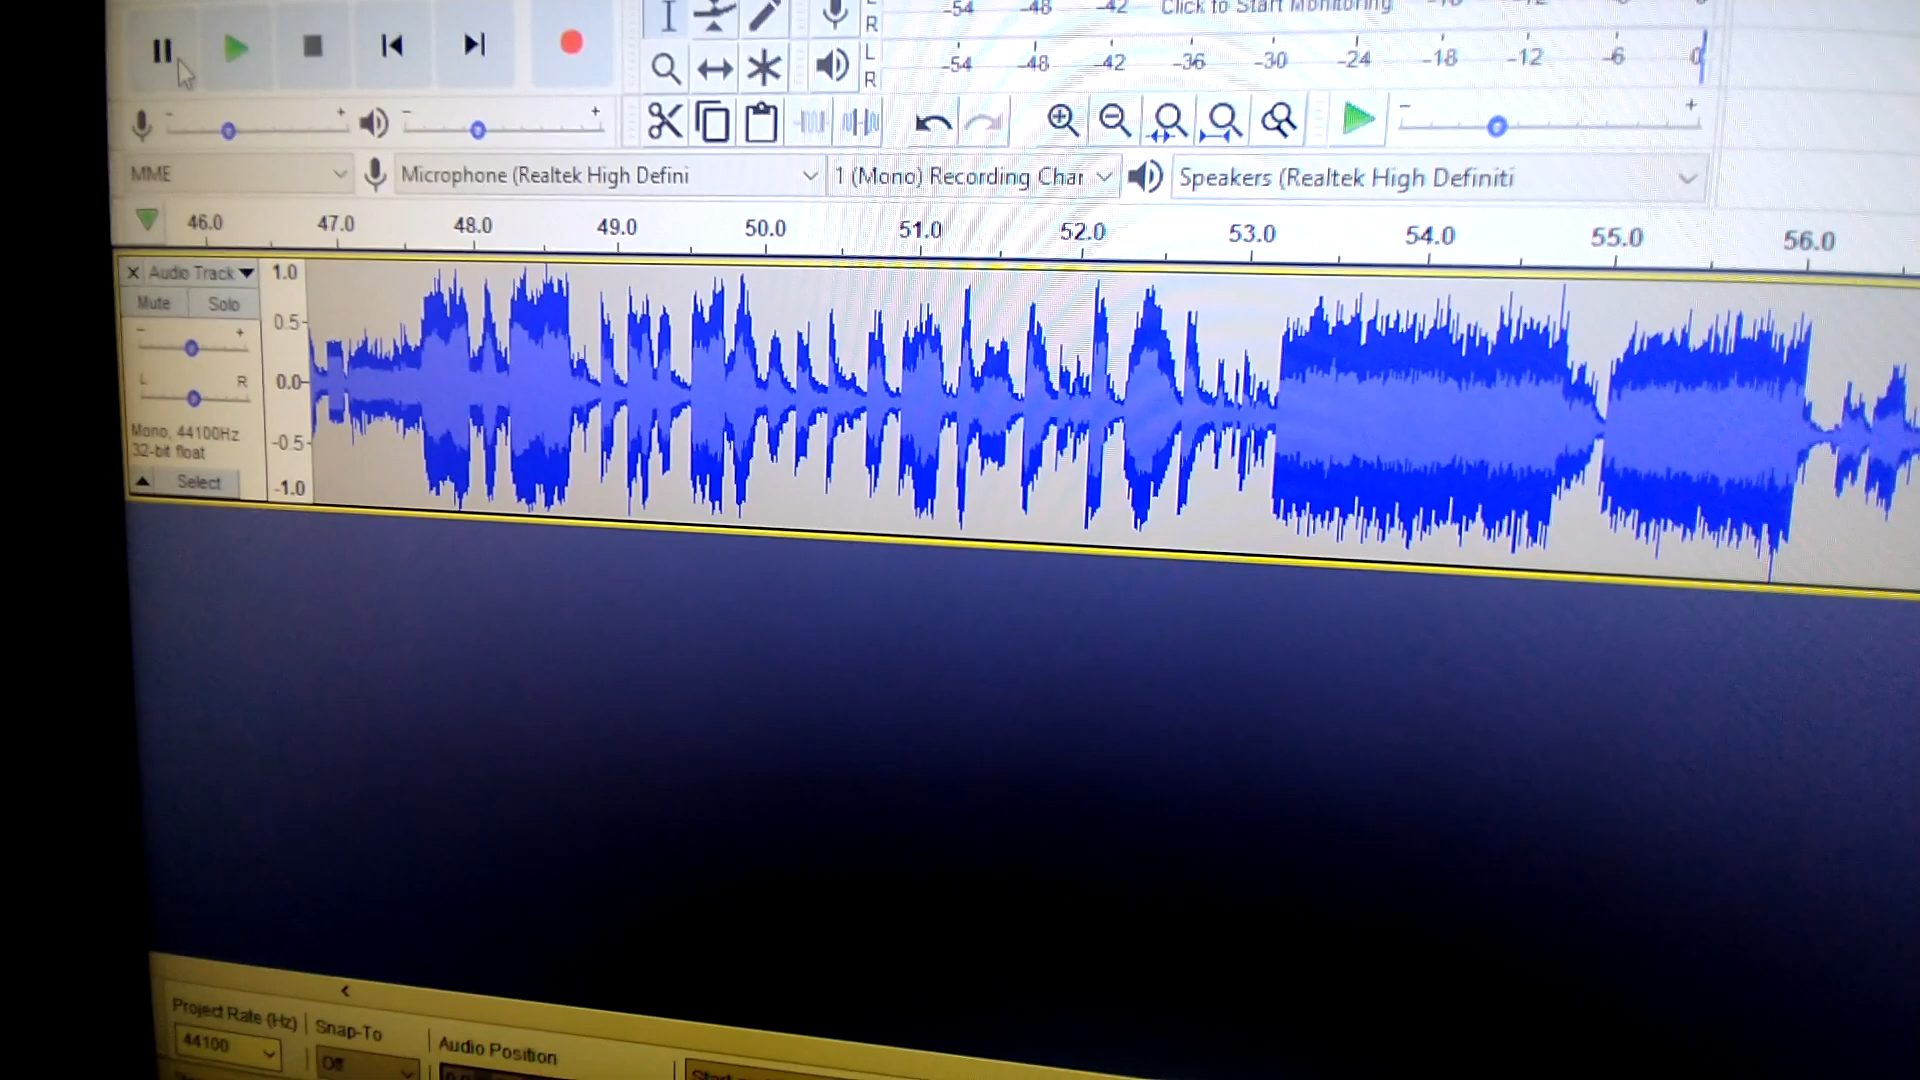 -54 -48 -42 Click to Start Monitoring
R
L
-54 -48 -42 -36 -30 -24 -18 -12 -6 0
R
- + - + - +
MME Microphone (Realtek High Defini 1 (Mono) Recording Char Speakers (Realtek High Definiti
46.0 47.0 48.0 49.0 50.0 51.0 52.0 53.0 54.0 55.0 56.0
Audio Track 1.0
Mute Solo
0.5
- +
L R 0.0
Mono, 44100Hz
32-bit float
-0.5
Select -1.0
Project Rate (Hz) Snap-To Audio Position
44100 Off